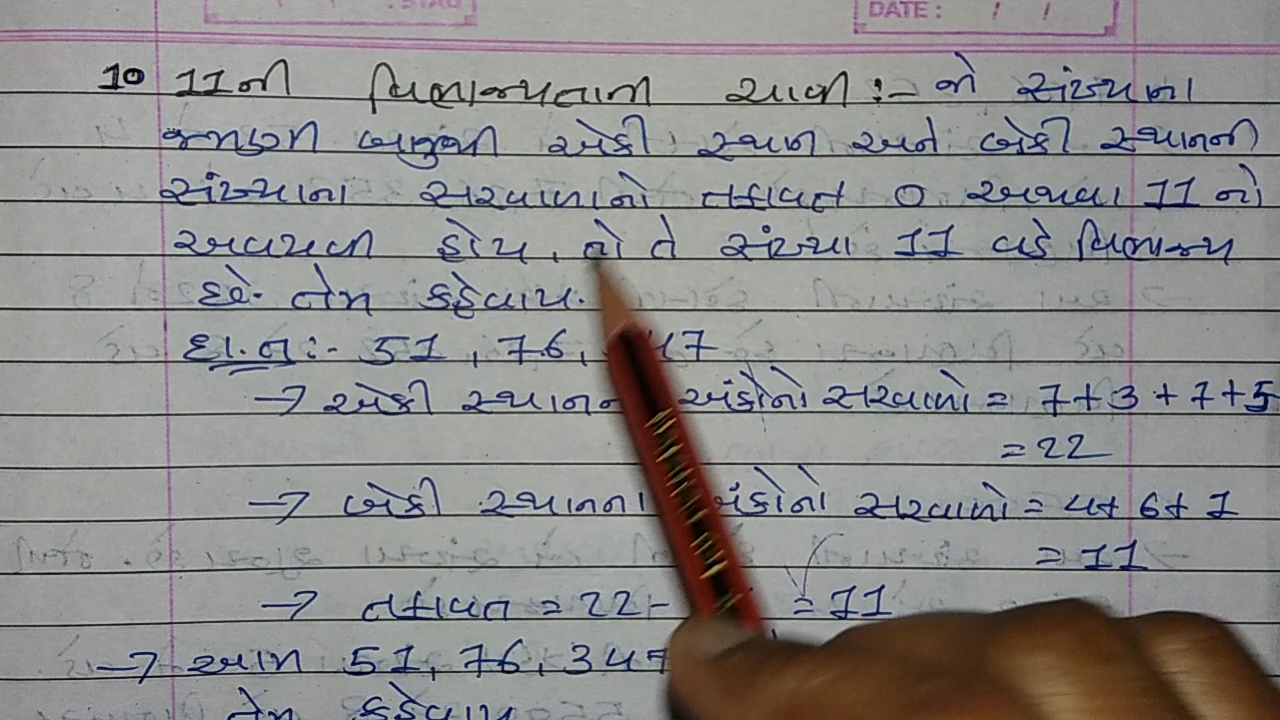 DATE : / /
10 11ની વિભાજ્યતાની ચાવી :- જો સંખ્યાના
જમણી બાજુથી એકી સ્થાન અને બેકી સ્થાનની
સંખ્યાના સરવાળાનો તફાવત 0 અથવા 11 નો
અવયવી હોય, તો તે સંખ્યા 11 વડે વિભાજ્ય
છે તેમ કહેવાય.
દા.ત. :- 51, 76, 47
→ એકી સ્થાનન અંકોનો સરવાળો = 7+3+7+5
= 22
→ બેકી સ્થાનના અંકોનો સરવાળો = 4+6+1
= 11
→ તફાવત = 22- = 11
→ આમ 51, 76, 347
તેમ કહેવાય